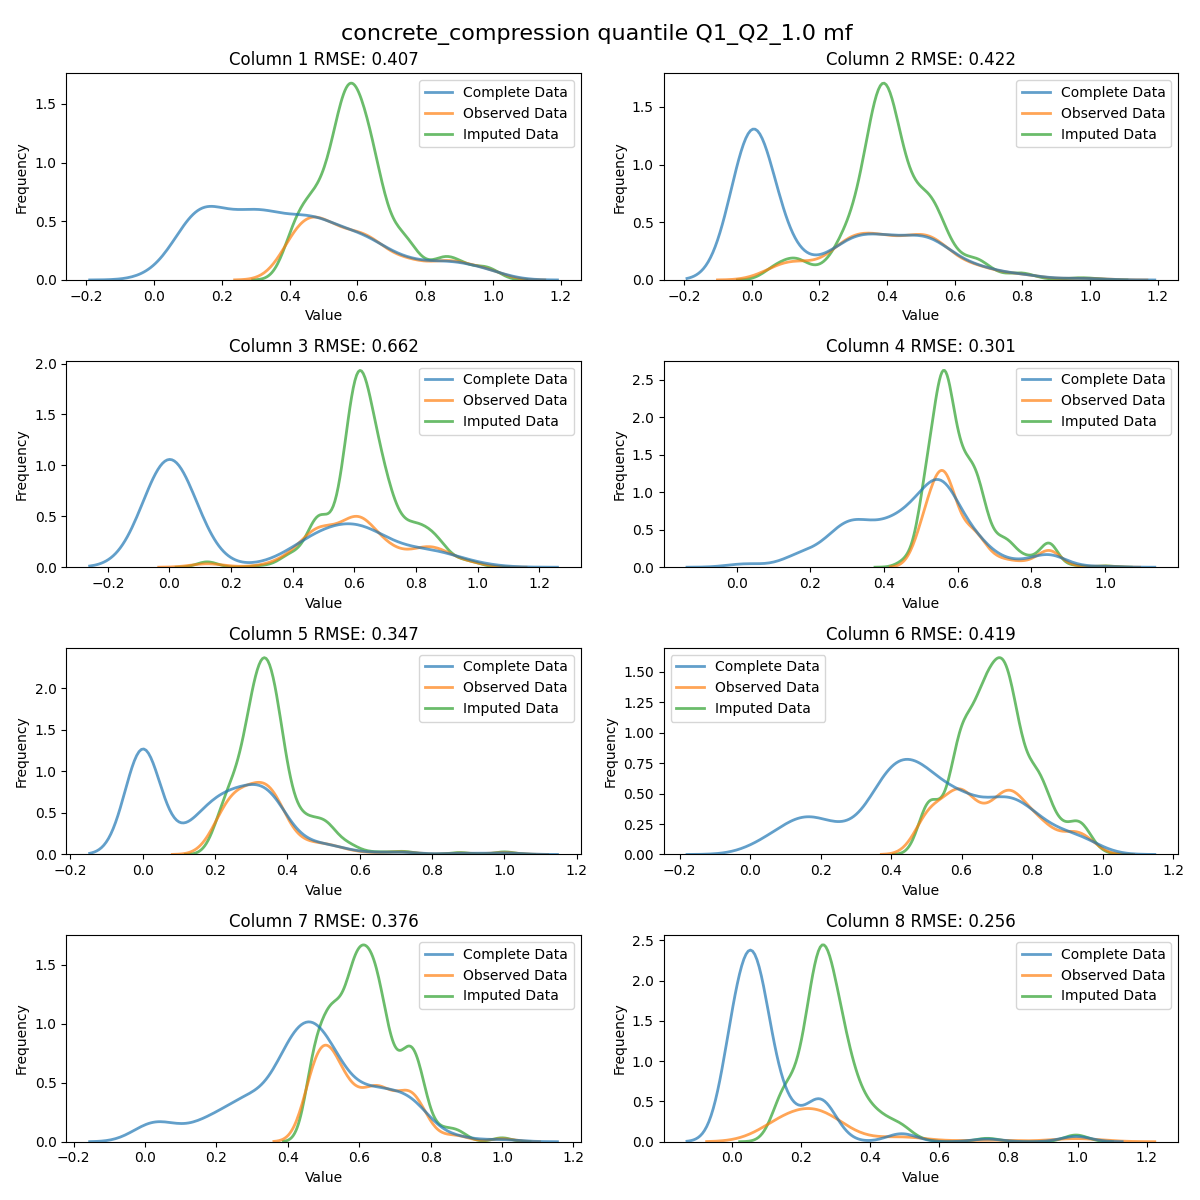 concrete_compression quantile Q1_Q2_1.0 mf
Column 1 RMSE: 0.407
Frequency
1.5
1.0
0.5
0.0
Complete Data
Observed Data
Imputed Data
−0.2 0.0 0.2 0.4 0.6 0.8 1.0 1.2
Value
Column 2 RMSE: 0.422
Frequency
1.5
1.0
0.5
0.0
Complete Data
Observed Data
Imputed Data
−0.2 0.0 0.2 0.4 0.6 0.8 1.0 1.2
Value
Column 3 RMSE: 0.662
Frequency
2.0
1.5
1.0
0.5
0.0
Complete Data
Observed Data
Imputed Data
−0.2 0.0 0.2 0.4 0.6 0.8 1.0 1.2
Value
Column 4 RMSE: 0.301
Frequency
2.5
2.0
1.5
1.0
0.5
0.0
Complete Data
Observed Data
Imputed Data
0.0 0.2 0.4 0.6 0.8 1.0
Value
Column 5 RMSE: 0.347
Frequency
2.0
1.5
1.0
0.5
0.0
Complete Data
Observed Data
Imputed Data
−0.2 0.0 0.2 0.4 0.6 0.8 1.0 1.2
Value
Column 6 RMSE: 0.419
Frequency
1.50
1.25
1.00
0.75
0.50
0.25
0.00
Complete Data
Observed Data
Imputed Data
−0.2 0.0 0.2 0.4 0.6 0.8 1.0 1.2
Value
Column 7 RMSE: 0.376
Frequency
1.5
1.0
0.5
0.0
Complete Data
Observed Data
Imputed Data
−0.2 0.0 0.2 0.4 0.6 0.8 1.0 1.2
Value
Column 8 RMSE: 0.256
Frequency
2.5
2.0
1.5
1.0
0.5
0.0
Complete Data
Observed Data
Imputed Data
0.0 0.2 0.4 0.6 0.8 1.0 1.2
Value